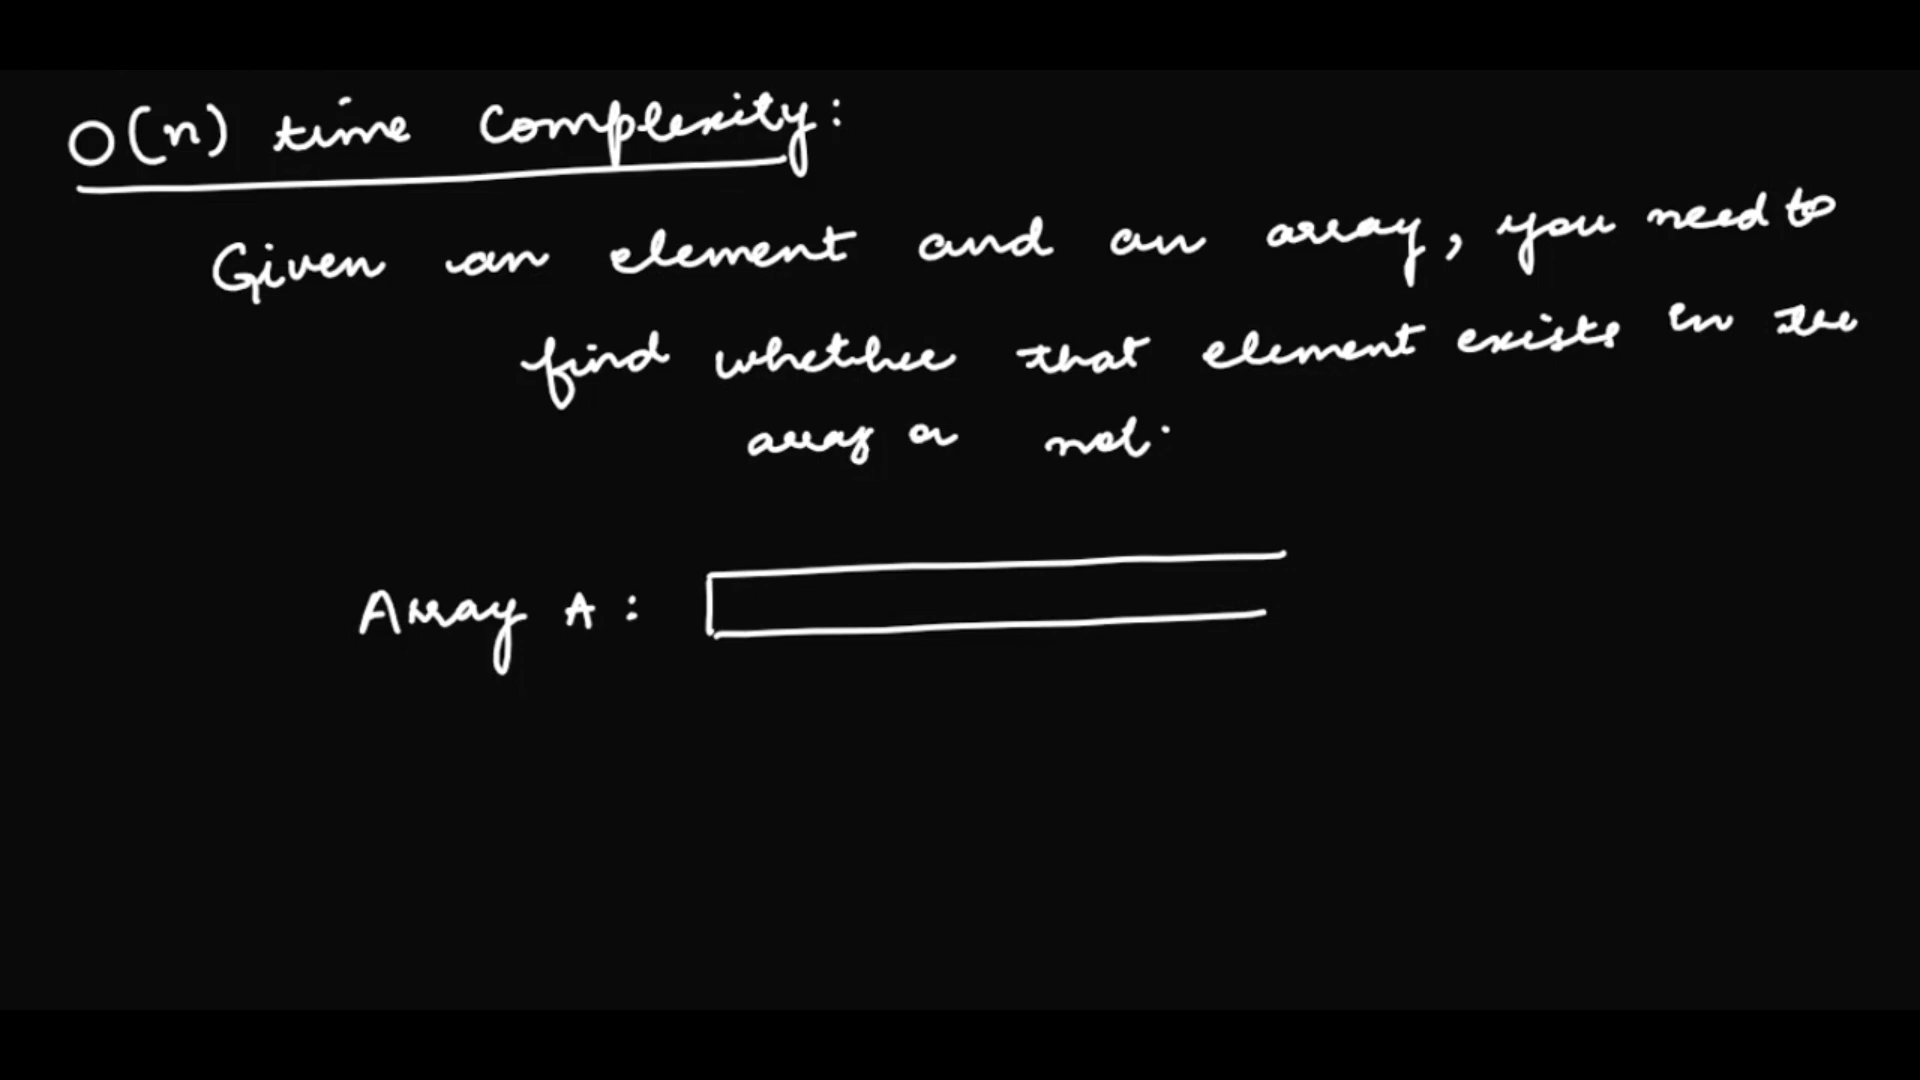 O(n) time complexity:
Given an element and an array, you need to
find whether that element exists in the
array or not.
Array A: